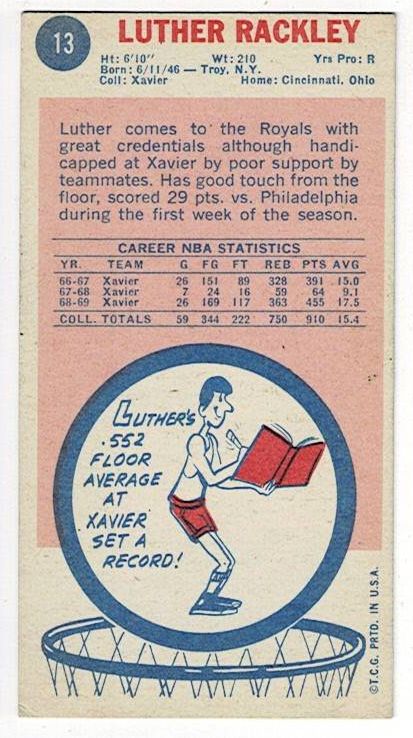 13
LUTHER RACKLEY
Ht: 6'10" Wt: 210 Yrs Pro: R
Born: 6/11/46 — Troy, N.Y.
Coll: Xavier Home: Cincinnati, Ohio
Luther comes to the Royals with
great credentials although handi-
capped at Xavier by poor support by
teammates. Has good touch from the
floor, scored 29 pts. vs. Philadelphia
during the first week of the season.
CAREER NBA STATISTICS
YR. TEAM G FG FT REB PTS AVG
66-67 Xavier 26 151 89 328 391 .15.0
67-68 Xavier 7 24 16 59 64 9.1
68-69 Xavier 26 169 117 363 455 17.5
COLL. TOTALS 59 344 222 750 910 15.4
LUTHER'S
.552
FLOOR
AVERAGE
AT
XAVIER
SET A
RECORD!
©T.C.G. PRTD. IN U.S.A.